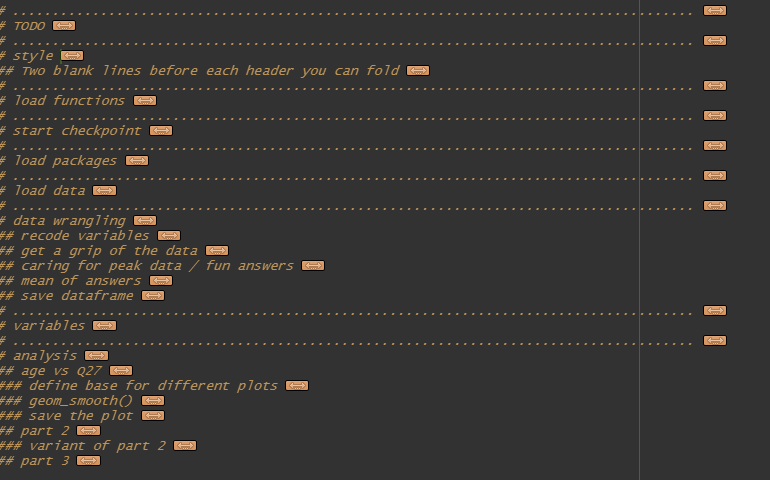 # .....................................................................................
# TODO
# .....................................................................................
# style
## Two blank lines before each header you can fold
# .....................................................................................
# load functions
# .....................................................................................
# start checkpoint
# .....................................................................................
# load packages
# .....................................................................................
# load data
# .....................................................................................
# data wrangling
## recode variables
## get a grip of the data
## caring for peak data / fun answers
## mean of answers
## save dataframe
# .....................................................................................
# variables
# .....................................................................................
# analysis
## age vs Q27
### define base for different plots
### geom_smooth()
### save the plot
## part 2
### variant of part 2
## part 3